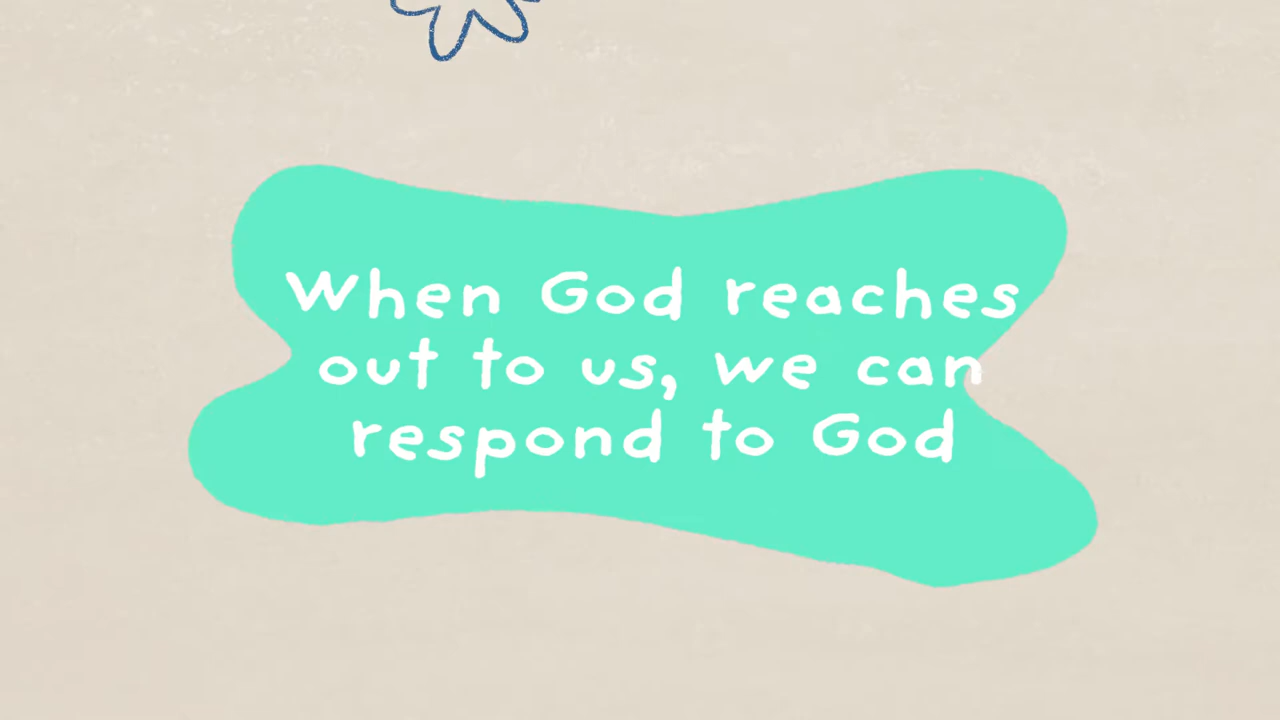 When God reaches
out to us, we can
respond to God